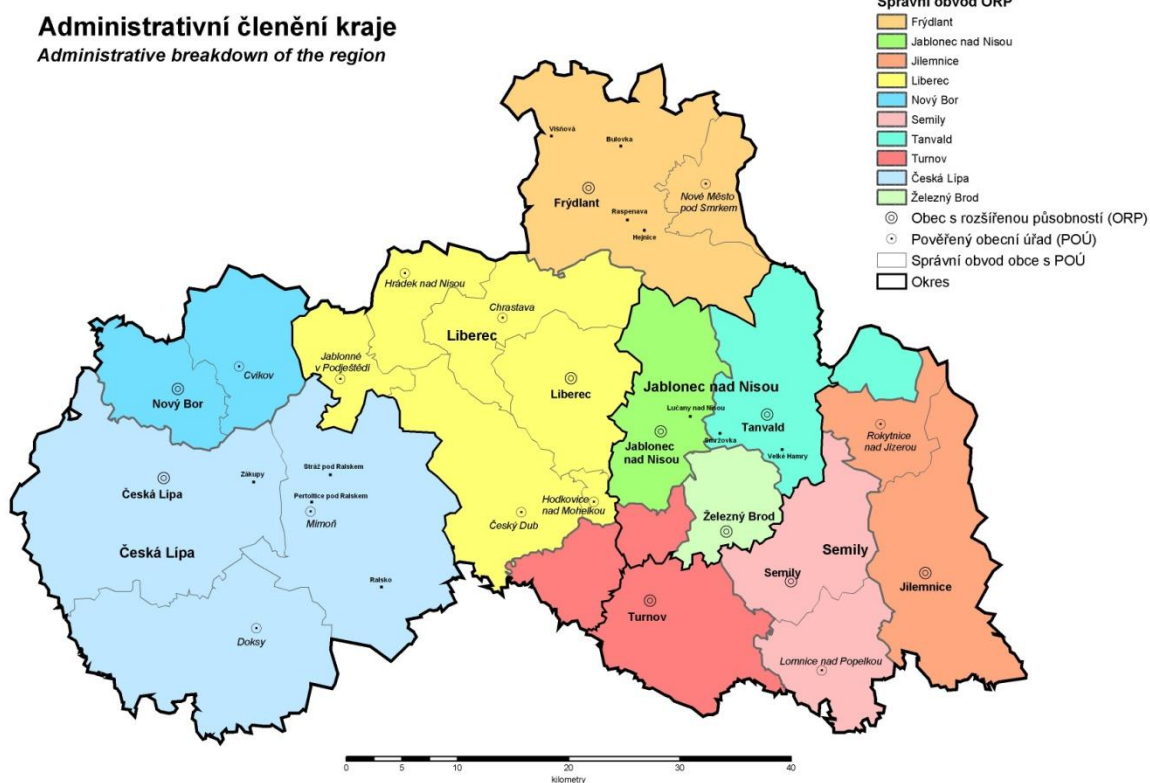 Administrativní členění kraje
Administrative breakdown of the region
Správní obvod ORP
Frýdlant
Jablonec nad Nisou
Jilemnice
Liberec
Nový Bor
Semily
Tanvald
Turnov
Česká Lípa
Železný Brod
Obec s rozšířenou působností (ORP)
Pověřený obecní úřad (POÚ)
Správní obvod obce s POÚ
Okres
Višňová
Bulovka
Frýdlant
Nové Město
pod Smrkem
Raspenava
Hejnice
Hrádek nad Nisou
Chrastava
Liberec
Jablonné
v Podještědí
Cvikov
Nový Bor
Liberec
Jablonec nad Nisou
Lučany nad Nisou
Tanvald
Smržovka
Jablonec
nad Nisou
Velké Hamry
Rokytnice
nad Jizerou
Česká Lípa
Zákupy
Stráž pod Ralskem
Pertoltice pod Ralskem
Mimoň
Hodkovice
nad Mohelkou
Český Dub
Železný Brod
Česká Lípa
Semily
Semily
Jilemnice
Ralsko
Turnov
Doksy
Lomnice nad Popelkou
0 5 10 20 30 40
kilometry